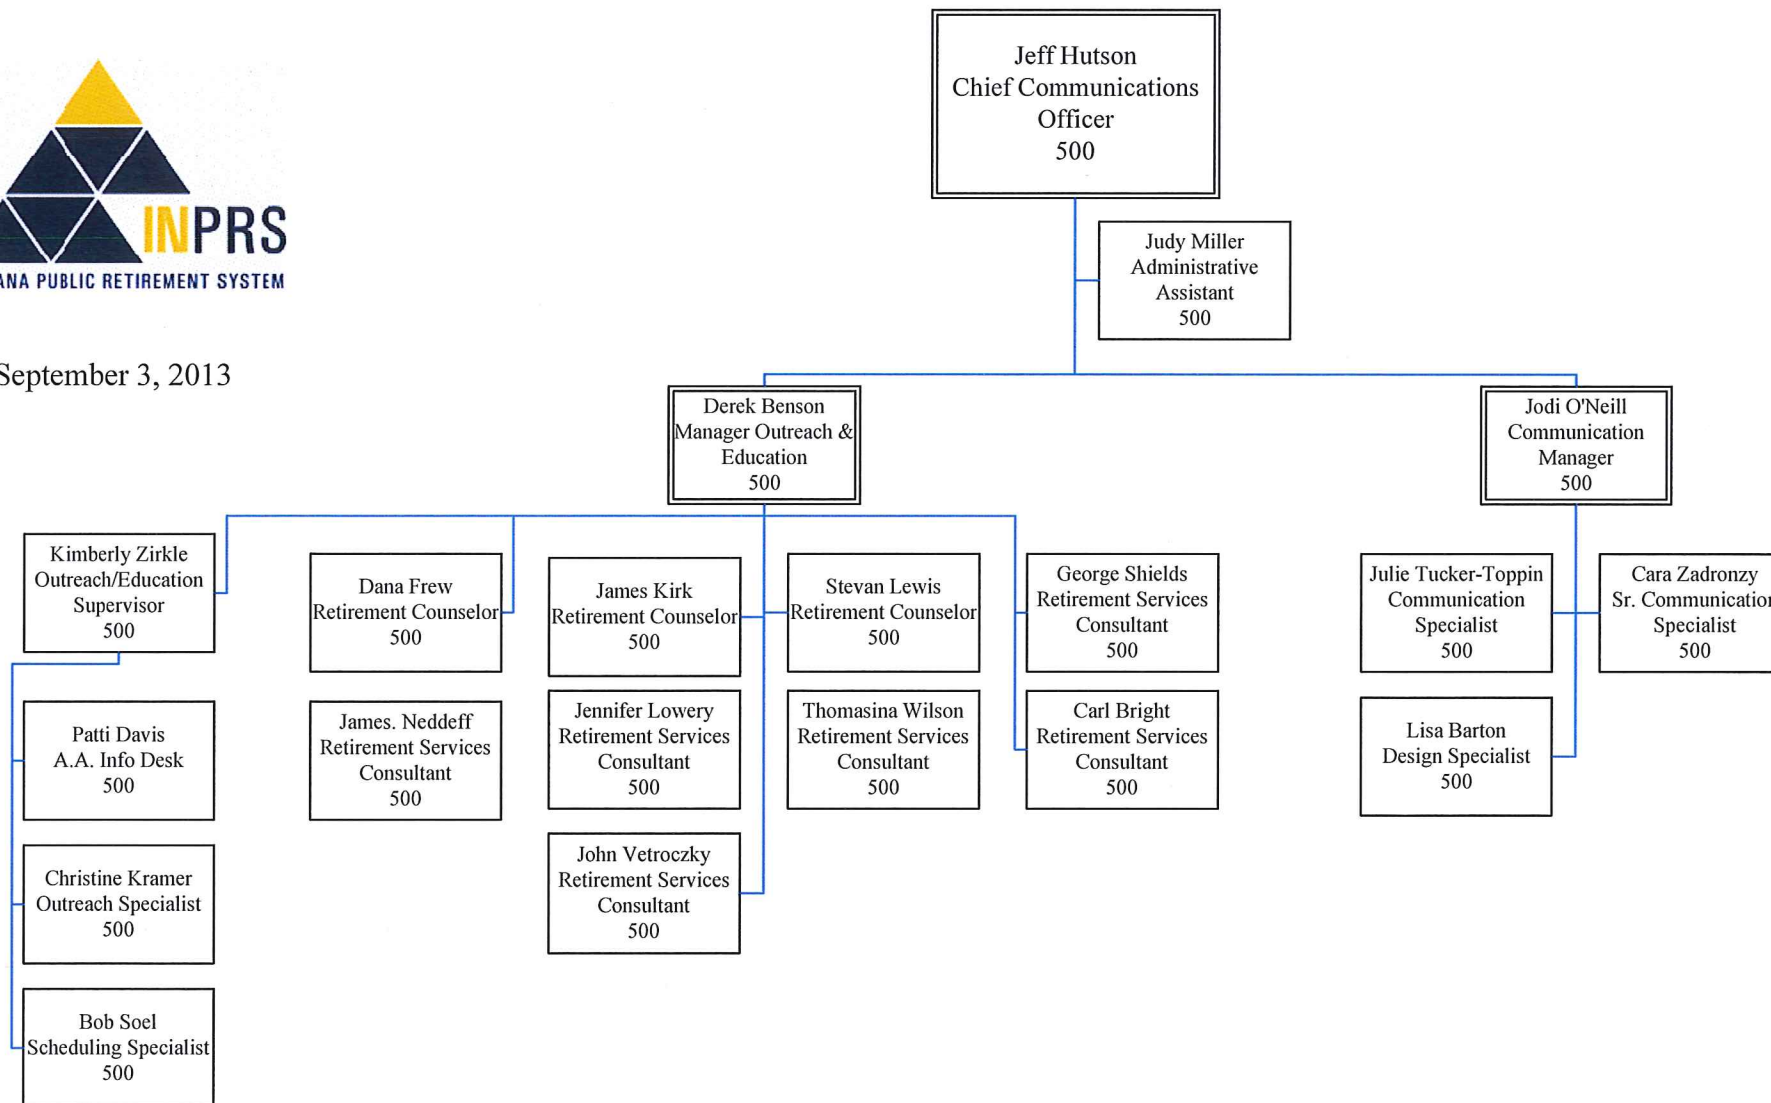 INPRS
ANA PUBLIC RETIREMENT SYSTEM
September 3, 2013
Jeff Hutson
Chief Communications
Officer
500
Judy Miller
Administrative
Assistant
500
Derek Benson
Manager Outreach &
Education
500
Jodi O'Neill
Communication
Manager
500
Kimberly Zirkle
Outreach/Education
Supervisor
500
Dana Frew
Retirement Counselor
500
James Kirk
Retirement Counselor
500
Stevan Lewis
Retirement Counselor
500
George Shields
Retirement Services
Consultant
500
Julie Tucker-Toppin
Communication
Specialist
500
Cara Zadronzy
Sr. Communication
Specialist
500
Patti Davis
A.A. Info Desk
500
James. Neddeff
Retirement Services
Consultant
500
Jennifer Lowery
Retirement Services
Consultant
500
Thomasina Wilson
Retirement Services
Consultant
500
Carl Bright
Retirement Services
Consultant
500
Lisa Barton
Design Specialist
500
Christine Kramer
Outreach Specialist
500
John Vetroczky
Retirement Services
Consultant
500
Bob Soel
Scheduling Specialist
500